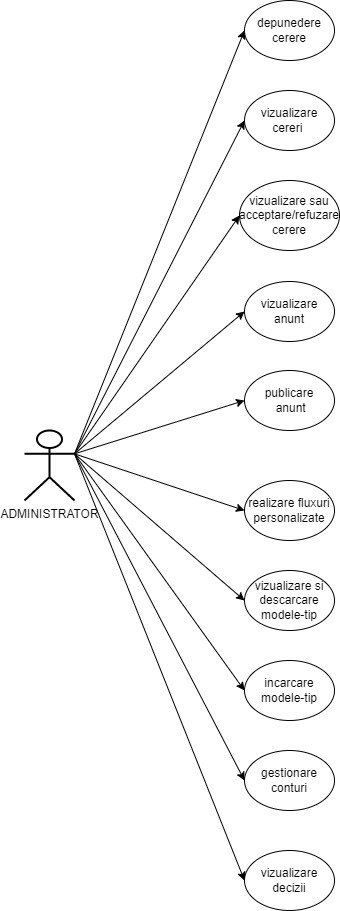 depunedere
cerere
vizualizare
cereri
vizualizare sau
acceptare/refuzare
cerere
vizualizare
anunt
publicare
anunt
ADMINISTRATOR
realizare fluxuri
personalizate
vizualizare si
descarcare
modele-tip
incarcare
modele-tip
gestionare
conturi
vizualizare
decizii